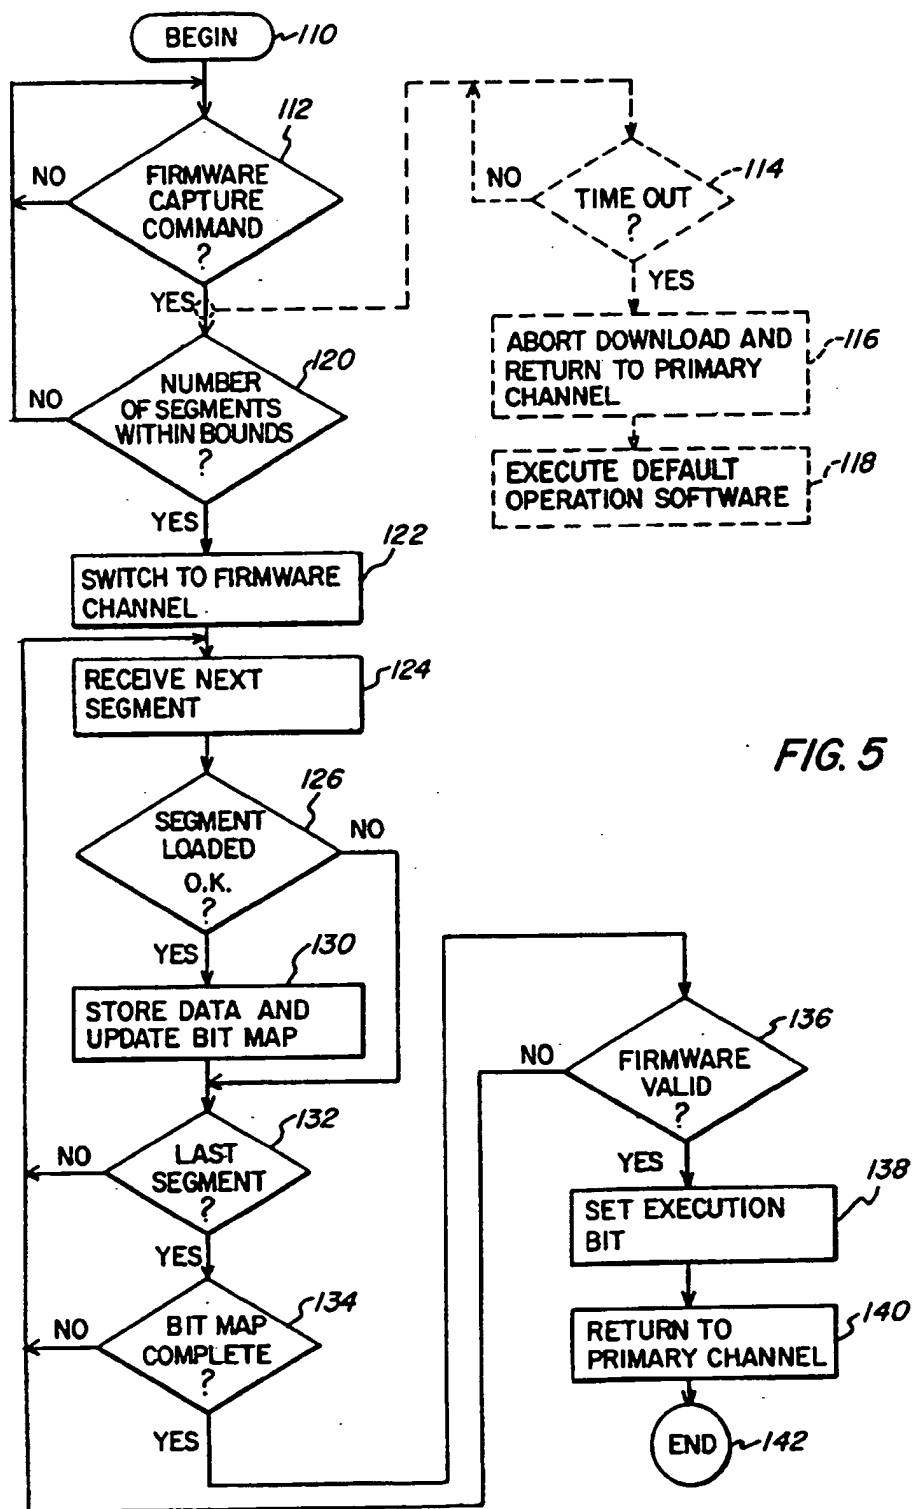 BEGIN
110
112
FIRMWARE
CAPTURE
COMMAND
?
NO
YES
114
TIME OUT
?
NO
YES
ABORT DOWNLOAD AND
RETURN TO PRIMARY
CHANNEL
116
EXECUTE DEFAULT
OPERATION SOFTWARE
118
120
NUMBER
OF SEGMENTS
WITHIN BOUNDS
?
NO
YES
122
SWITCH TO FIRMWARE
CHANNEL
RECEIVE NEXT
SEGMENT
124
FIG. 5
126
SEGMENT
LOADED
O.K.
?
NO
YES
130
STORE DATA AND
UPDATE BIT MAP
132
LAST
SEGMENT
?
NO
YES
134
BIT MAP
COMPLETE
?
NO
YES
136
FIRMWARE
VALID
?
NO
YES
138
SET EXECUTION
BIT
140
RETURN TO
PRIMARY CHANNEL
END
142